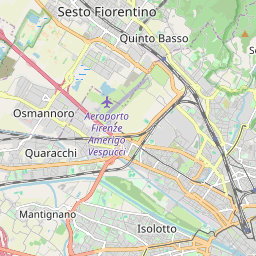 Sesto Fiorentino
Quinto Basso
Osmannoro
Aeroporto
Firenze
Amerigo
Vespucci
Quaracchi
Mantignano
Isolotto